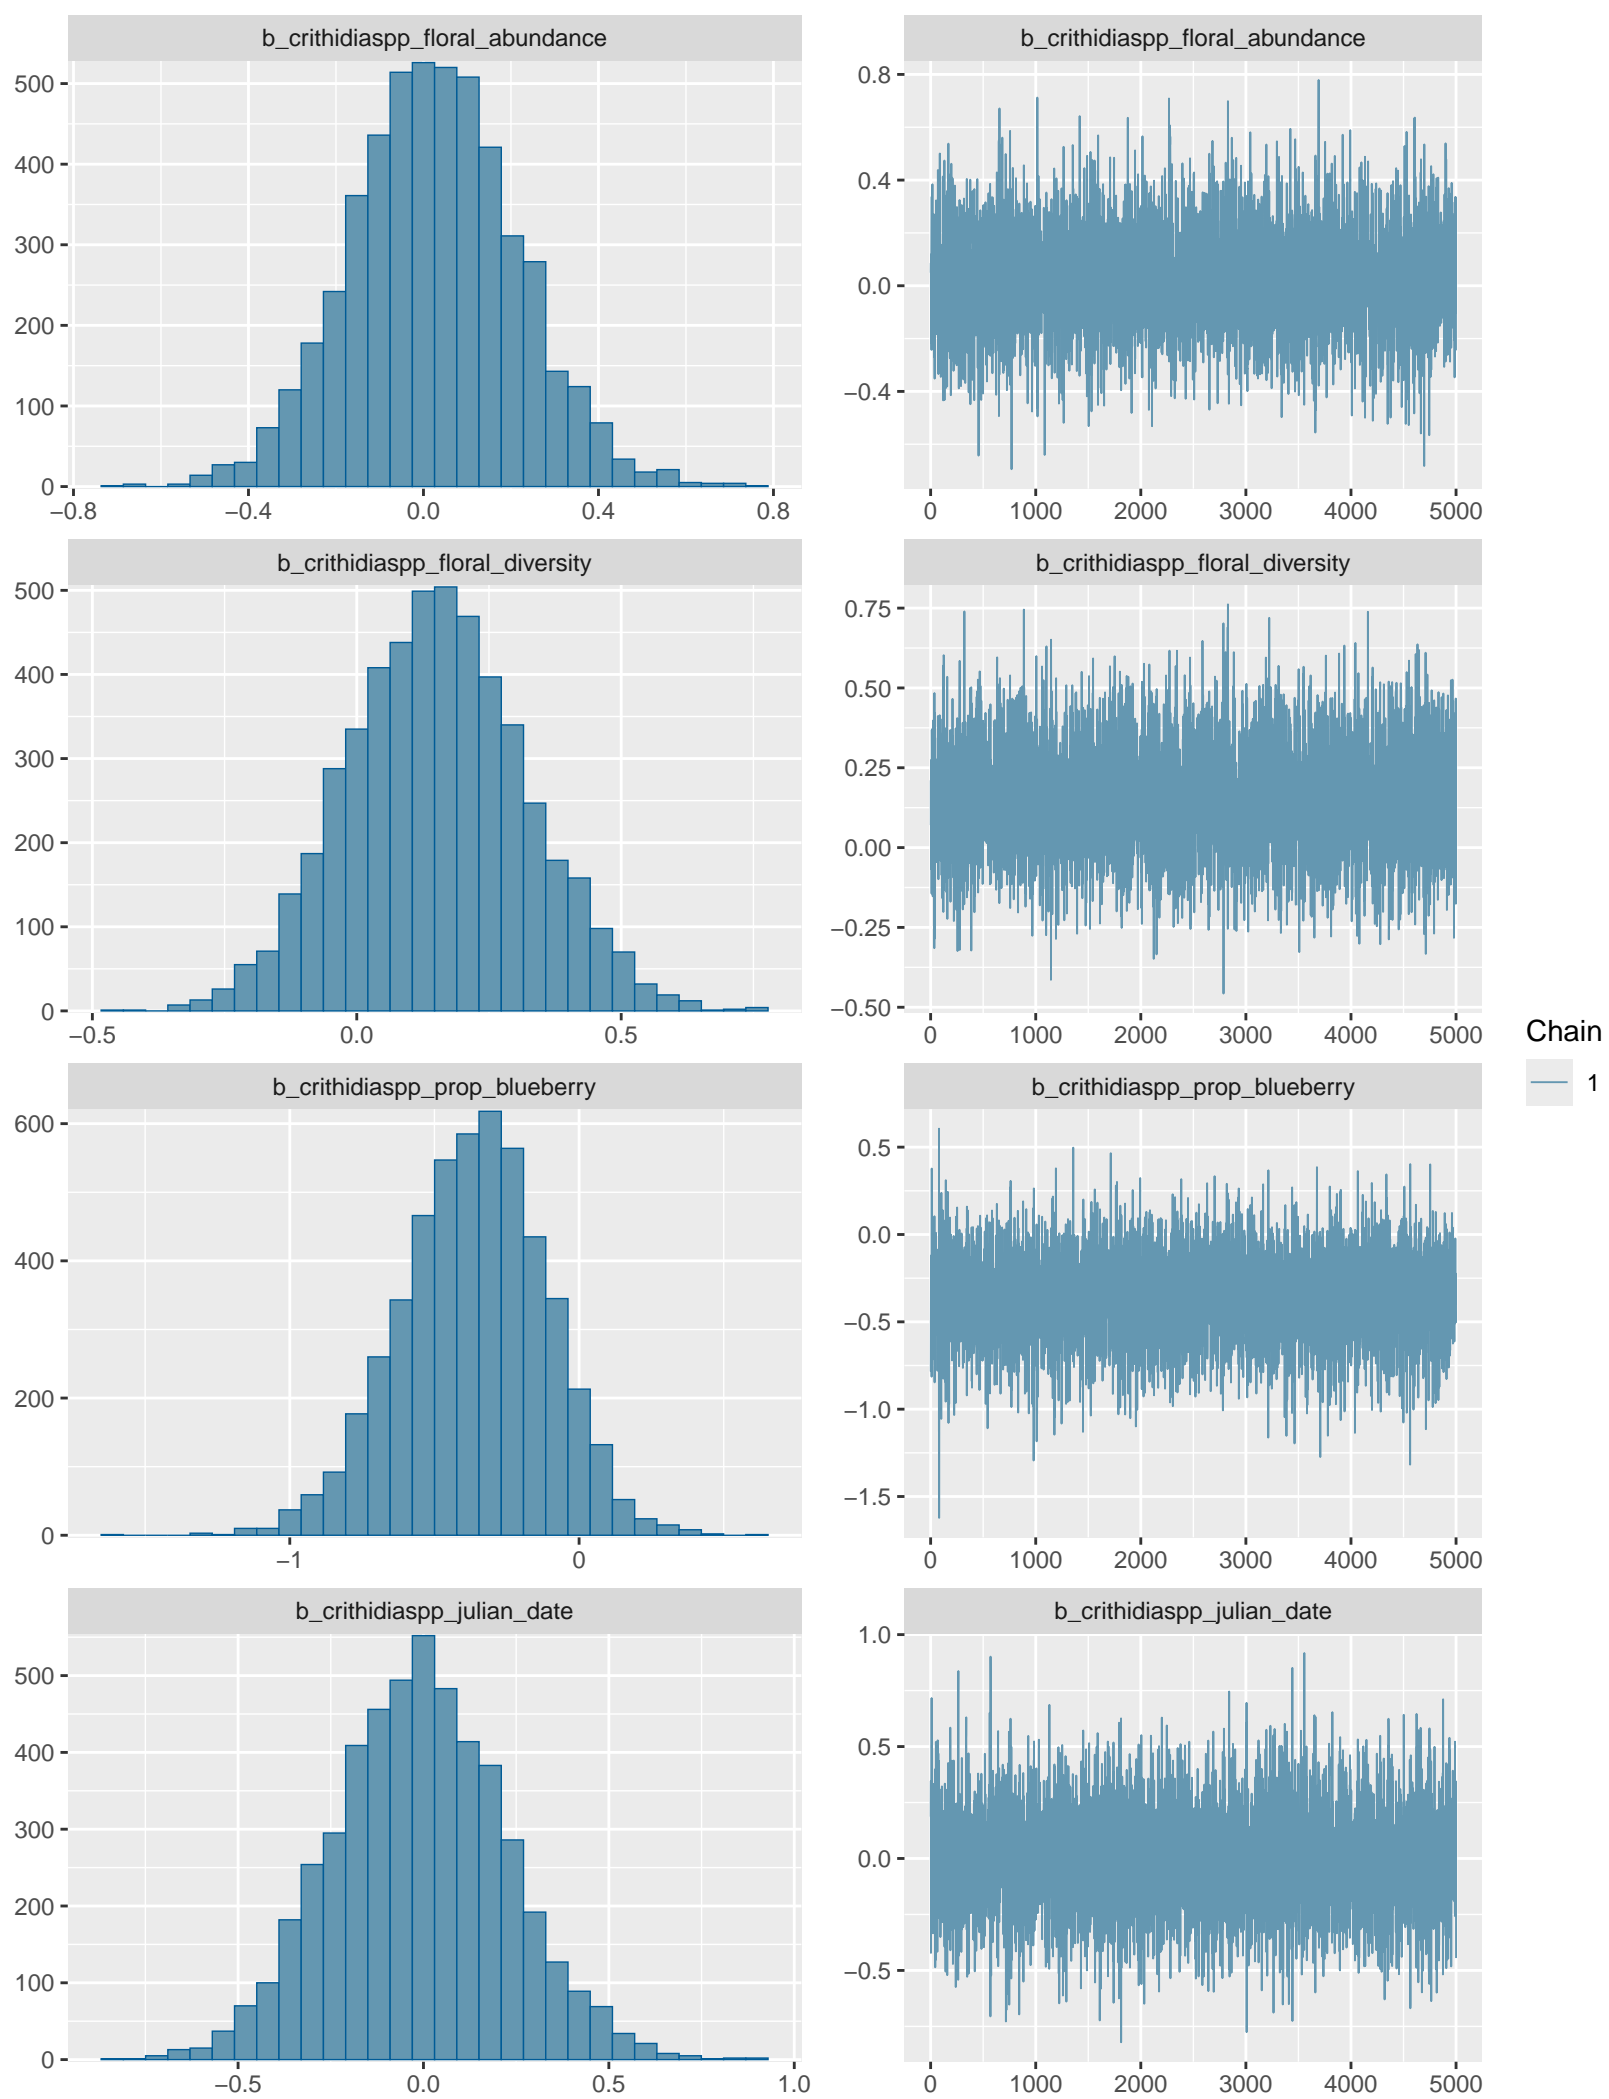 b_crithidiaspp_floral_abundance
500
400
300
200
100
0
−0.8 −0.4 0.0 0.4 0.8
b_crithidiaspp_floral_abundance
0.8
0.4
0.0
−0.4
0 1000 2000 3000 4000 5000
b_crithidiaspp_floral_diversity
500
400
300
200
100
0
−0.5 0.0 0.5
b_crithidiaspp_floral_diversity
0.75
0.50
0.25
0.00
−0.25
−0.50
0 1000 2000 3000 4000 5000
b_crithidiaspp_prop_blueberry
600
400
200
0
−1 0
b_crithidiaspp_prop_blueberry
0.5
0.0
−0.5
−1.0
−1.5
0 1000 2000 3000 4000 5000
b_crithidiaspp_julian_date
500
400
300
200
100
0
−0.5 0.0 0.5 1.0
b_crithidiaspp_julian_date
1.0
0.5
0.0
−0.5
0 1000 2000 3000 4000 5000
Chain
1